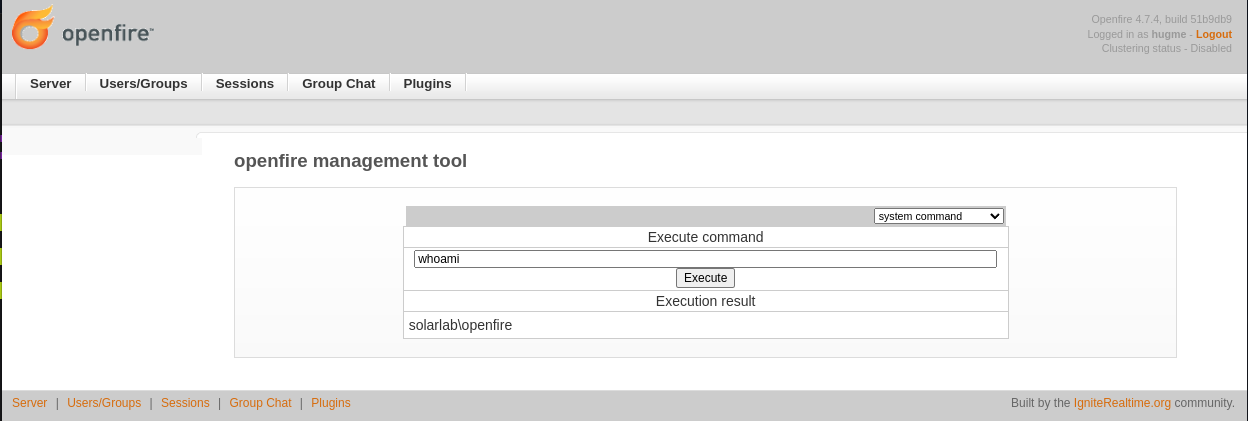 openfire™
Openfire 4.7.4, build 51b9db9
Logged in as hugme - Logout
Clustering status - Disabled
Server Users/Groups Sessions Group Chat Plugins
openfire management tool
system command
Execute command
whoami
Execute
Execution result
solarlab\openfire
Server | Users/Groups | Sessions | Group Chat | Plugins
Built by the IgniteRealtime.org community.